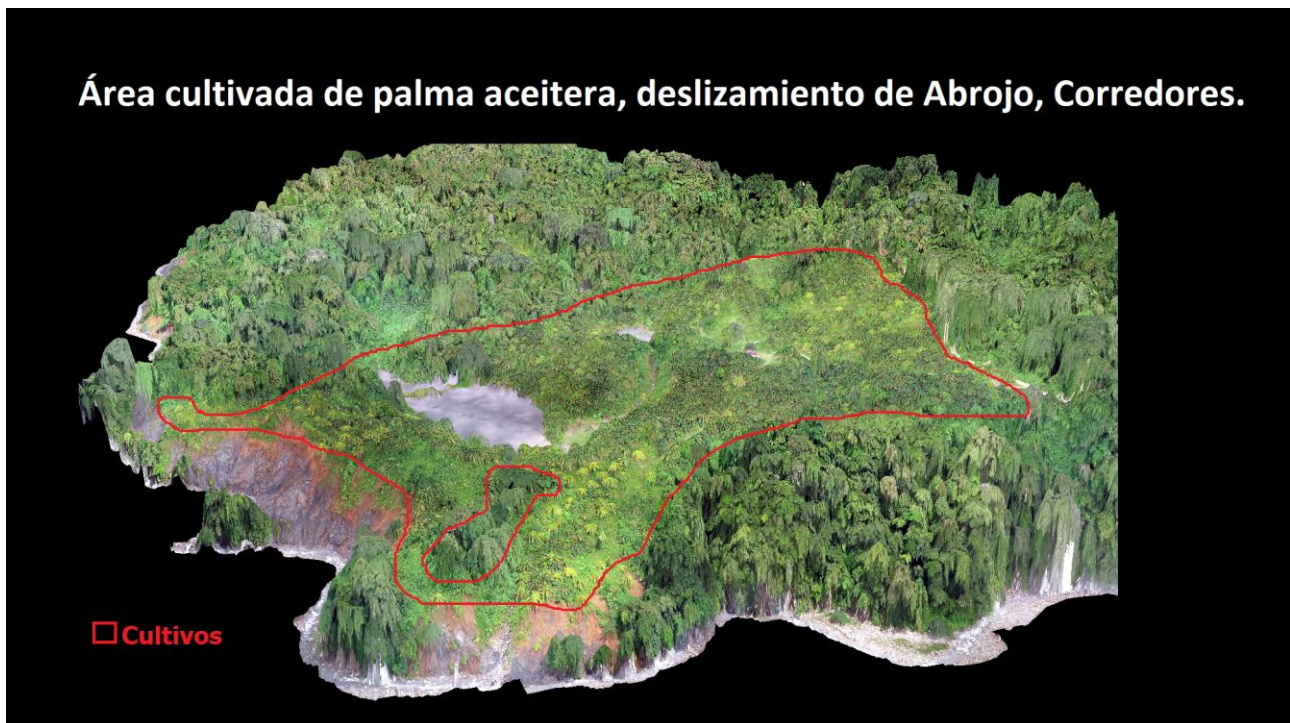 Área cultivada de palma aceitera, deslizamiento de Abrojo, Corredores.
Cultivos